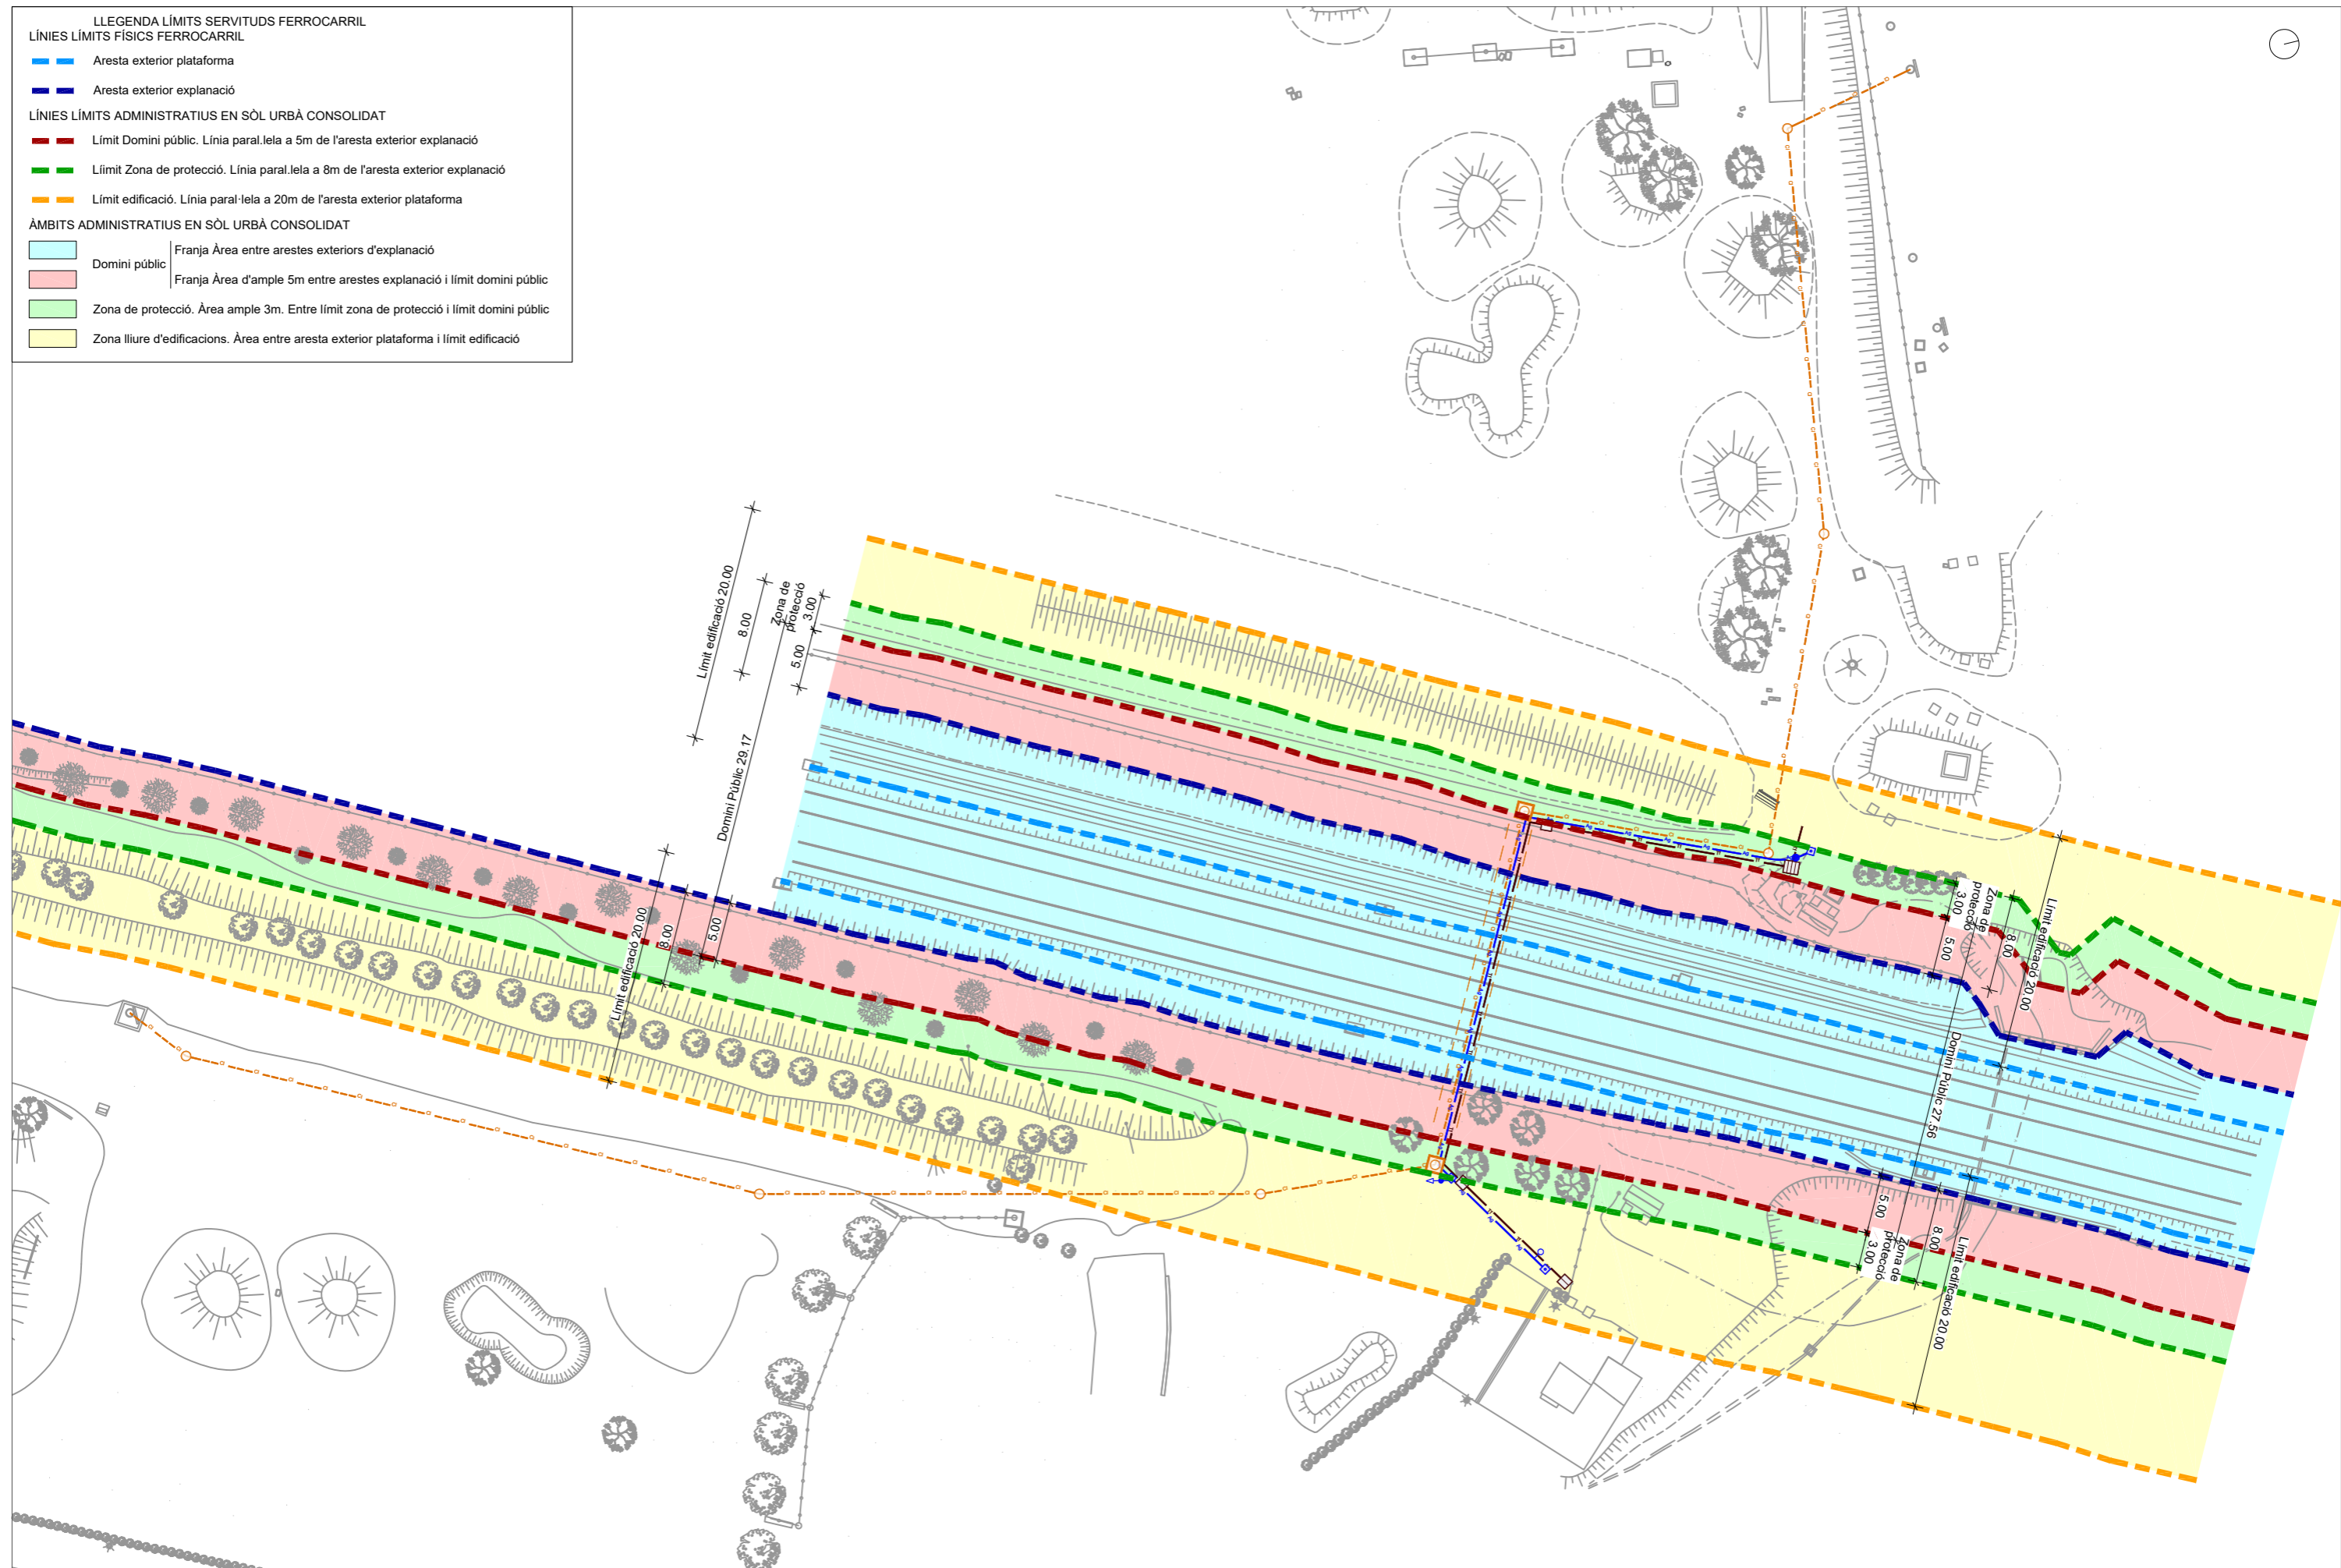 LLEGENDA LÍMITS SERVITUDS FERROCARRIL
LÍNIES LÍMITS FÍSICS FERROCARRIL
Aresta exterior plataforma
Aresta exterior explanació
LÍNIES LÍMITS ADMINISTRATIUS EN SÒL URBÀ CONSOLIDAT
Límit Domini públic. Línia paral.lela a 5m de l'aresta exterior explanació
Líimit Zona de protecció. Línia paral.lela a 8m de l'aresta exterior explanació
Límit edificació. Línia paral·lela a 20m de l'aresta exterior plataforma
ÀMBITS ADMINISTRATIUS EN SÒL URBÀ CONSOLIDAT
Domini públic
Franja Àrea entre arestes exteriors d'explanació
Franja Àrea d'ample 5m entre arestes explanació i límit domini públic
Zona de protecció. Àrea ample 3m. Entre límit zona de protecció i límit domini públic
Zona lliure d'edificacions. Àrea entre aresta exterior plataforma i límit edificació
Límit edificació 20.00
8.00
Zona de
protecció
3.00
5.00
Domini Públic 29.17
Límit edificació 20.00
8.00
5.00
Zona de
protecció
3.00
5.00
8.00
Límit edificació 20.00
Domini Públic 27.56
5.00
Zona de
protecció
3.00
8.00
Límit edificació 20.00